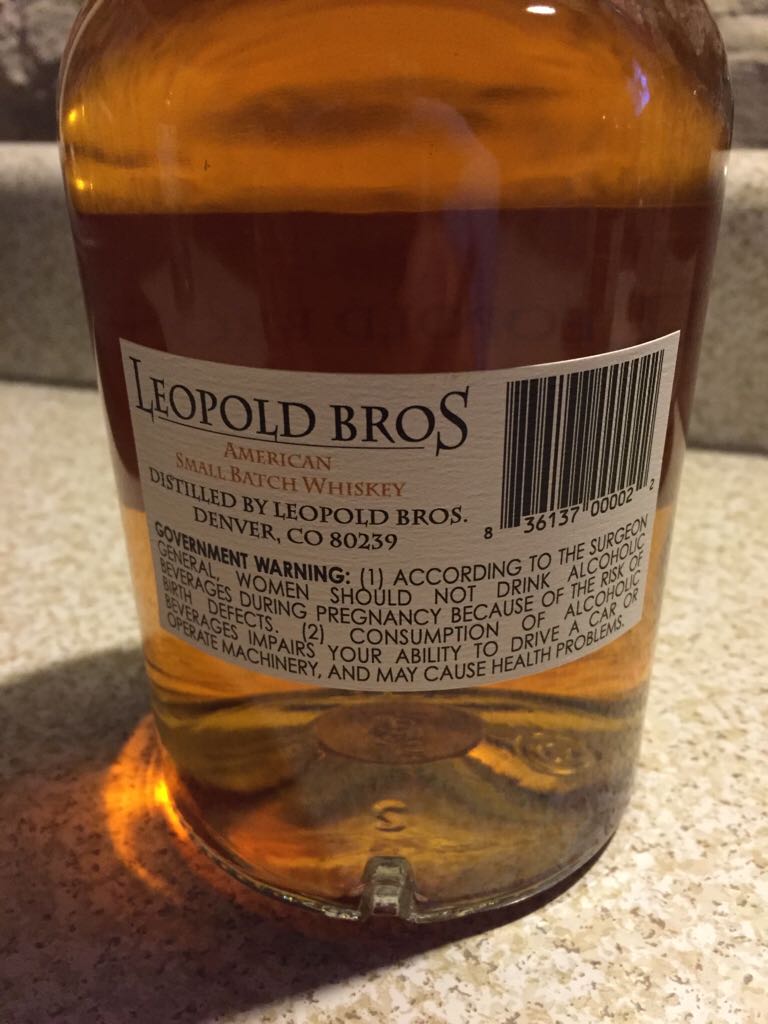 LEOPOLD BROS
AMERICAN
SMALL BATCH WHISKEY
DISTILLED BY LEOPOLD BROS.
DENVER, CO 80239
8 36137 00002 2
GOVERNMENT WARNING: (1) ACCORDING TO THE SURGEON
GENERAL, WOMEN SHOULD NOT DRINK ALCOHOLIC
BEVERAGES DURING PREGNANCY BECAUSE OF THE RISK OF
BIRTH DEFECTS. (2) CONSUMPTION OF ALCOHOLIC
BEVERAGES IMPAIRS YOUR ABILITY TO DRIVE A CAR OR
OPERATE MACHINERY, AND MAY CAUSE HEALTH PROBLEMS.